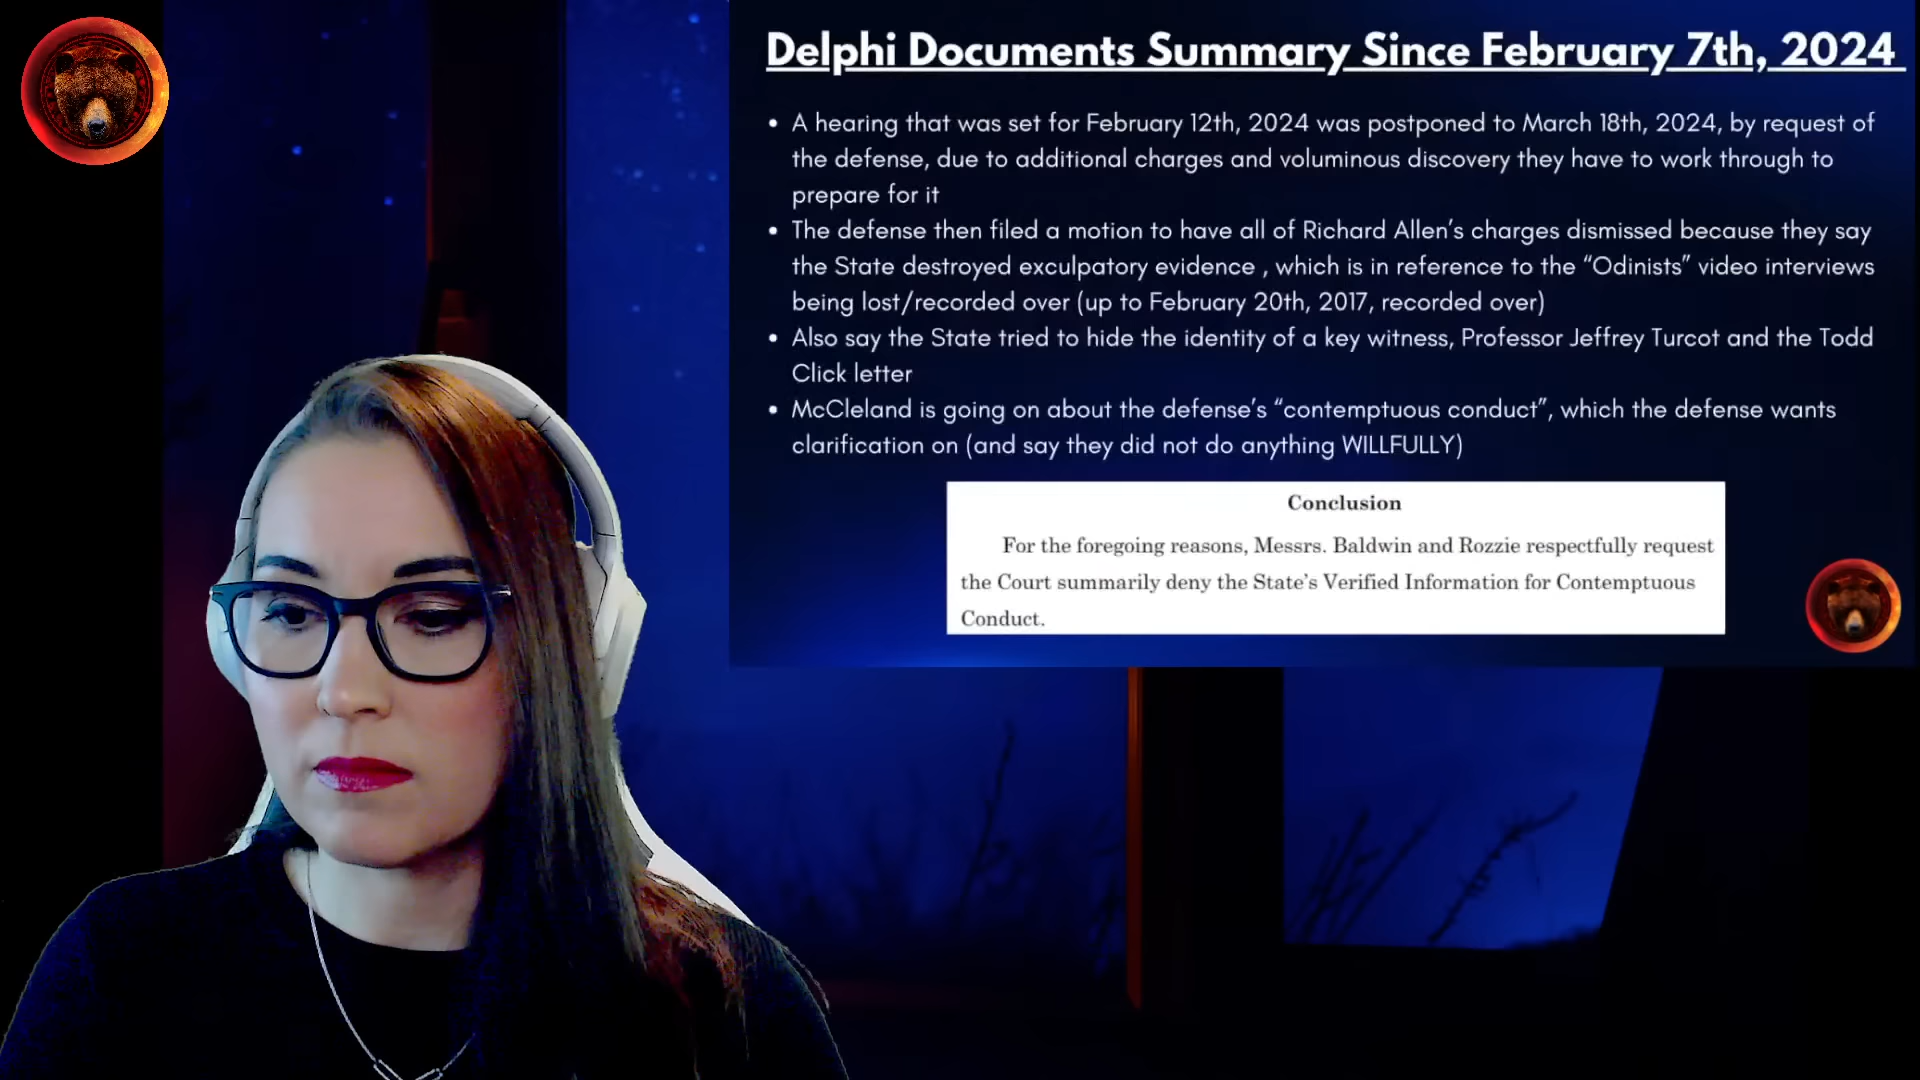 Delphi Documents Summary Since February 7th, 2024
• A hearing that was set for February 12th, 2024 was postponed to March 18th, 2024, by request of
the defense, due to additional charges and voluminous discovery they have to work through to
prepare for it
• The defense then filed a motion to have all of Richard Allen’s charges dismissed because they say
the State destroyed exculpatory evidence , which is in reference to the “Odinists” video interviews
being lost/recorded over (up to February 20th, 2017, recorded over)
• Also say the State tried to hide the identity of a key witness, Professor Jeffrey Turcot and the Todd
Click letter
• McCleland is going on about the defense’s “contemptuous conduct”, which the defense wants
clarification on (and say they did not do anything WILLFULLY)
Conclusion
For the foregoing reasons, Messrs. Baldwin and Rozzie respectfully request
the Court summarily deny the State’s Verified Information for Contemptuous
Conduct.